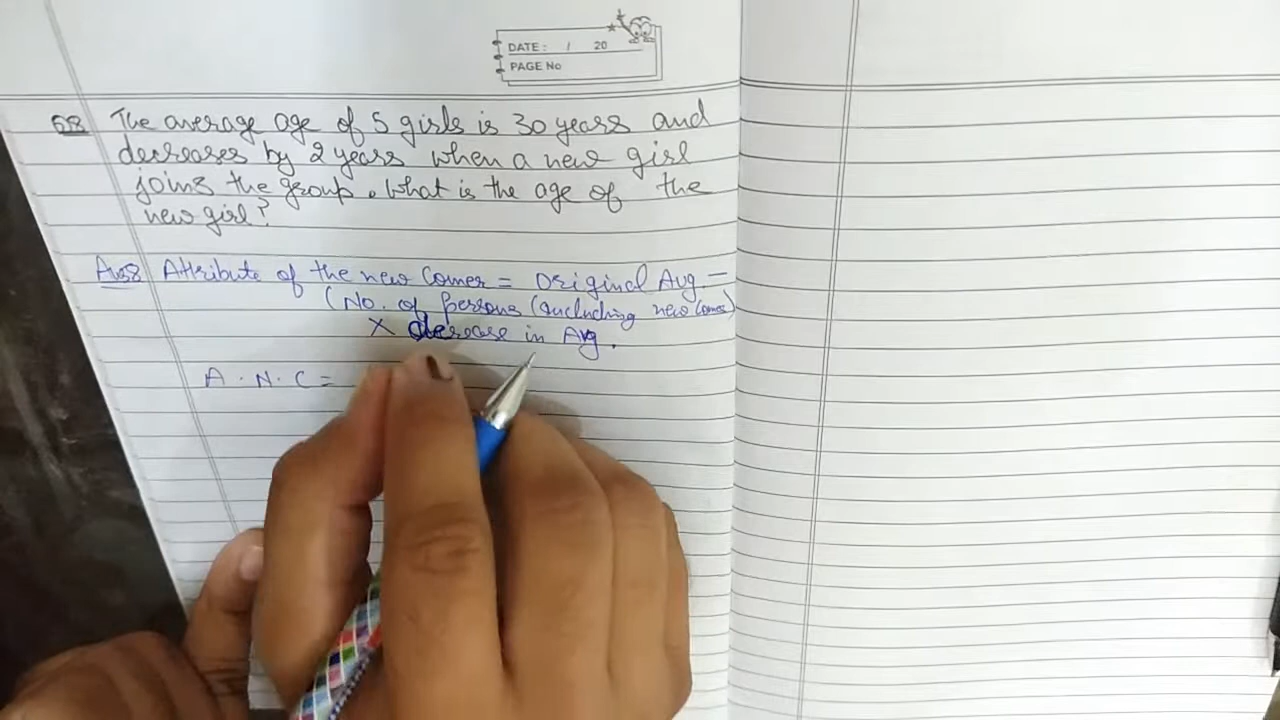 DATE : / 20
PAGE No
Q8 The average age of 5 girls is 30 years and
decreases by 2 years when a new girl
joins the group. What is the age of the
new girl?
Ans8 Attribute of the new Comer = Original Avg -
(No. of persons (including new Comer)
× decrease in Avg.
A. N. C =